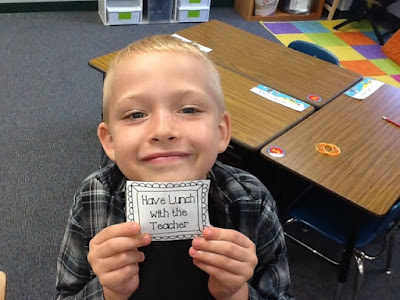 Have Lunch
with the
Teacher